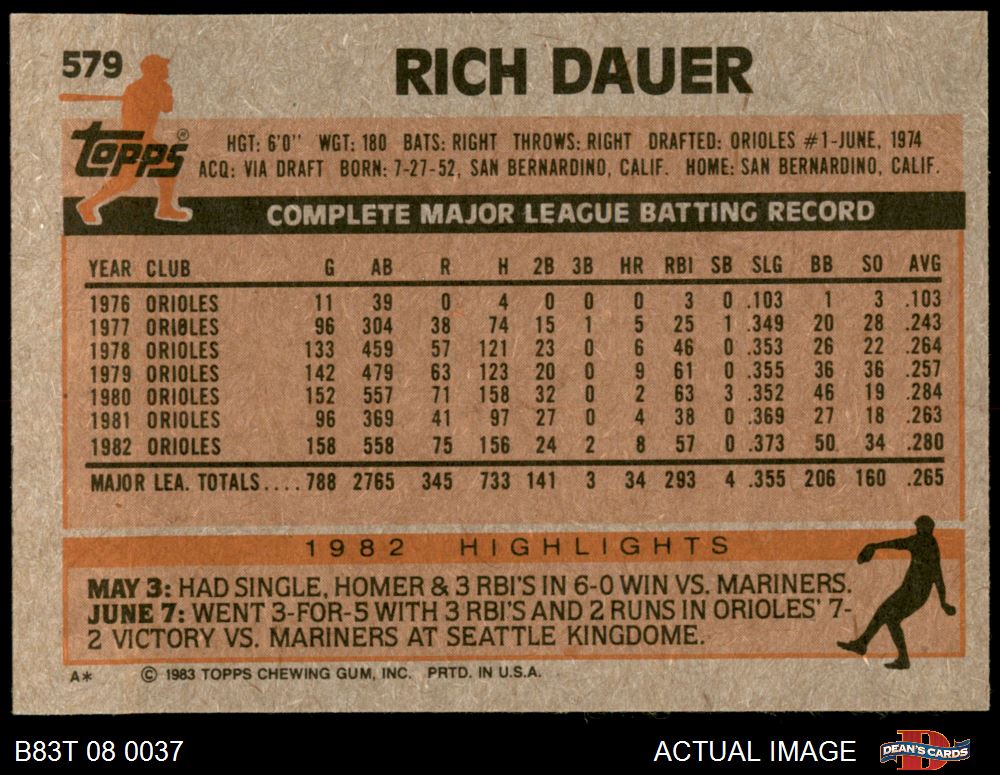 579
RICH DAUER
Topps®
HGT: 6'0" WGT: 180 BATS: RIGHT THROWS: RIGHT DRAFTED: ORIOLES #1-JUNE, 1974
ACQ: VIA DRAFT BORN: 7-27-52, SAN BERNARDINO, CALIF. HOME: SAN BERNARDINO, CALIF.
COMPLETE MAJOR LEAGUE BATTING RECORD
YEAR CLUB G AB R H 2B 3B HR RBI SB SLG BB SO AVG
1976 ORIOLES 11 39 0 4 0 0 0 3 0 .103 1 3 .103
1977 ORIOLES 96 304 38 74 15 1 5 25 1 .349 20 28 .243
1978 ORIOLES 133 459 57 121 23 0 6 46 0 .353 26 22 .264
1979 ORIOLES 142 479 63 123 20 0 9 61 0 .355 36 36 .257
1980 ORIOLES 152 557 71 158 32 0 2 63 3 .352 46 19 .284
1981 ORIOLES 96 369 41 97 27 0 4 38 0 .369 27 18 .263
1982 ORIOLES 158 558 75 156 24 2 8 57 0 .373 50 34 .280
MAJOR LEA. TOTALS....788 2765 345 733 141 3 34 293 4 .355 206 160 .265
1982 HIGHLIGHTS
MAY 3: HAD SINGLE, HOMER & 3 RBI'S IN 6-0 WIN VS. MARINERS.
JUNE 7: WENT 3-FOR-5 WITH 3 RBI'S AND 2 RUNS IN ORIOLES' 7-
2 VICTORY VS. MARINERS AT SEATTLE KINGDOME.
A* © 1983 TOPPS CHEWING GUM, INC. PRTD. IN U.S.A.
B83T 08 0037 ACTUAL IMAGE DEAN'S CARDS